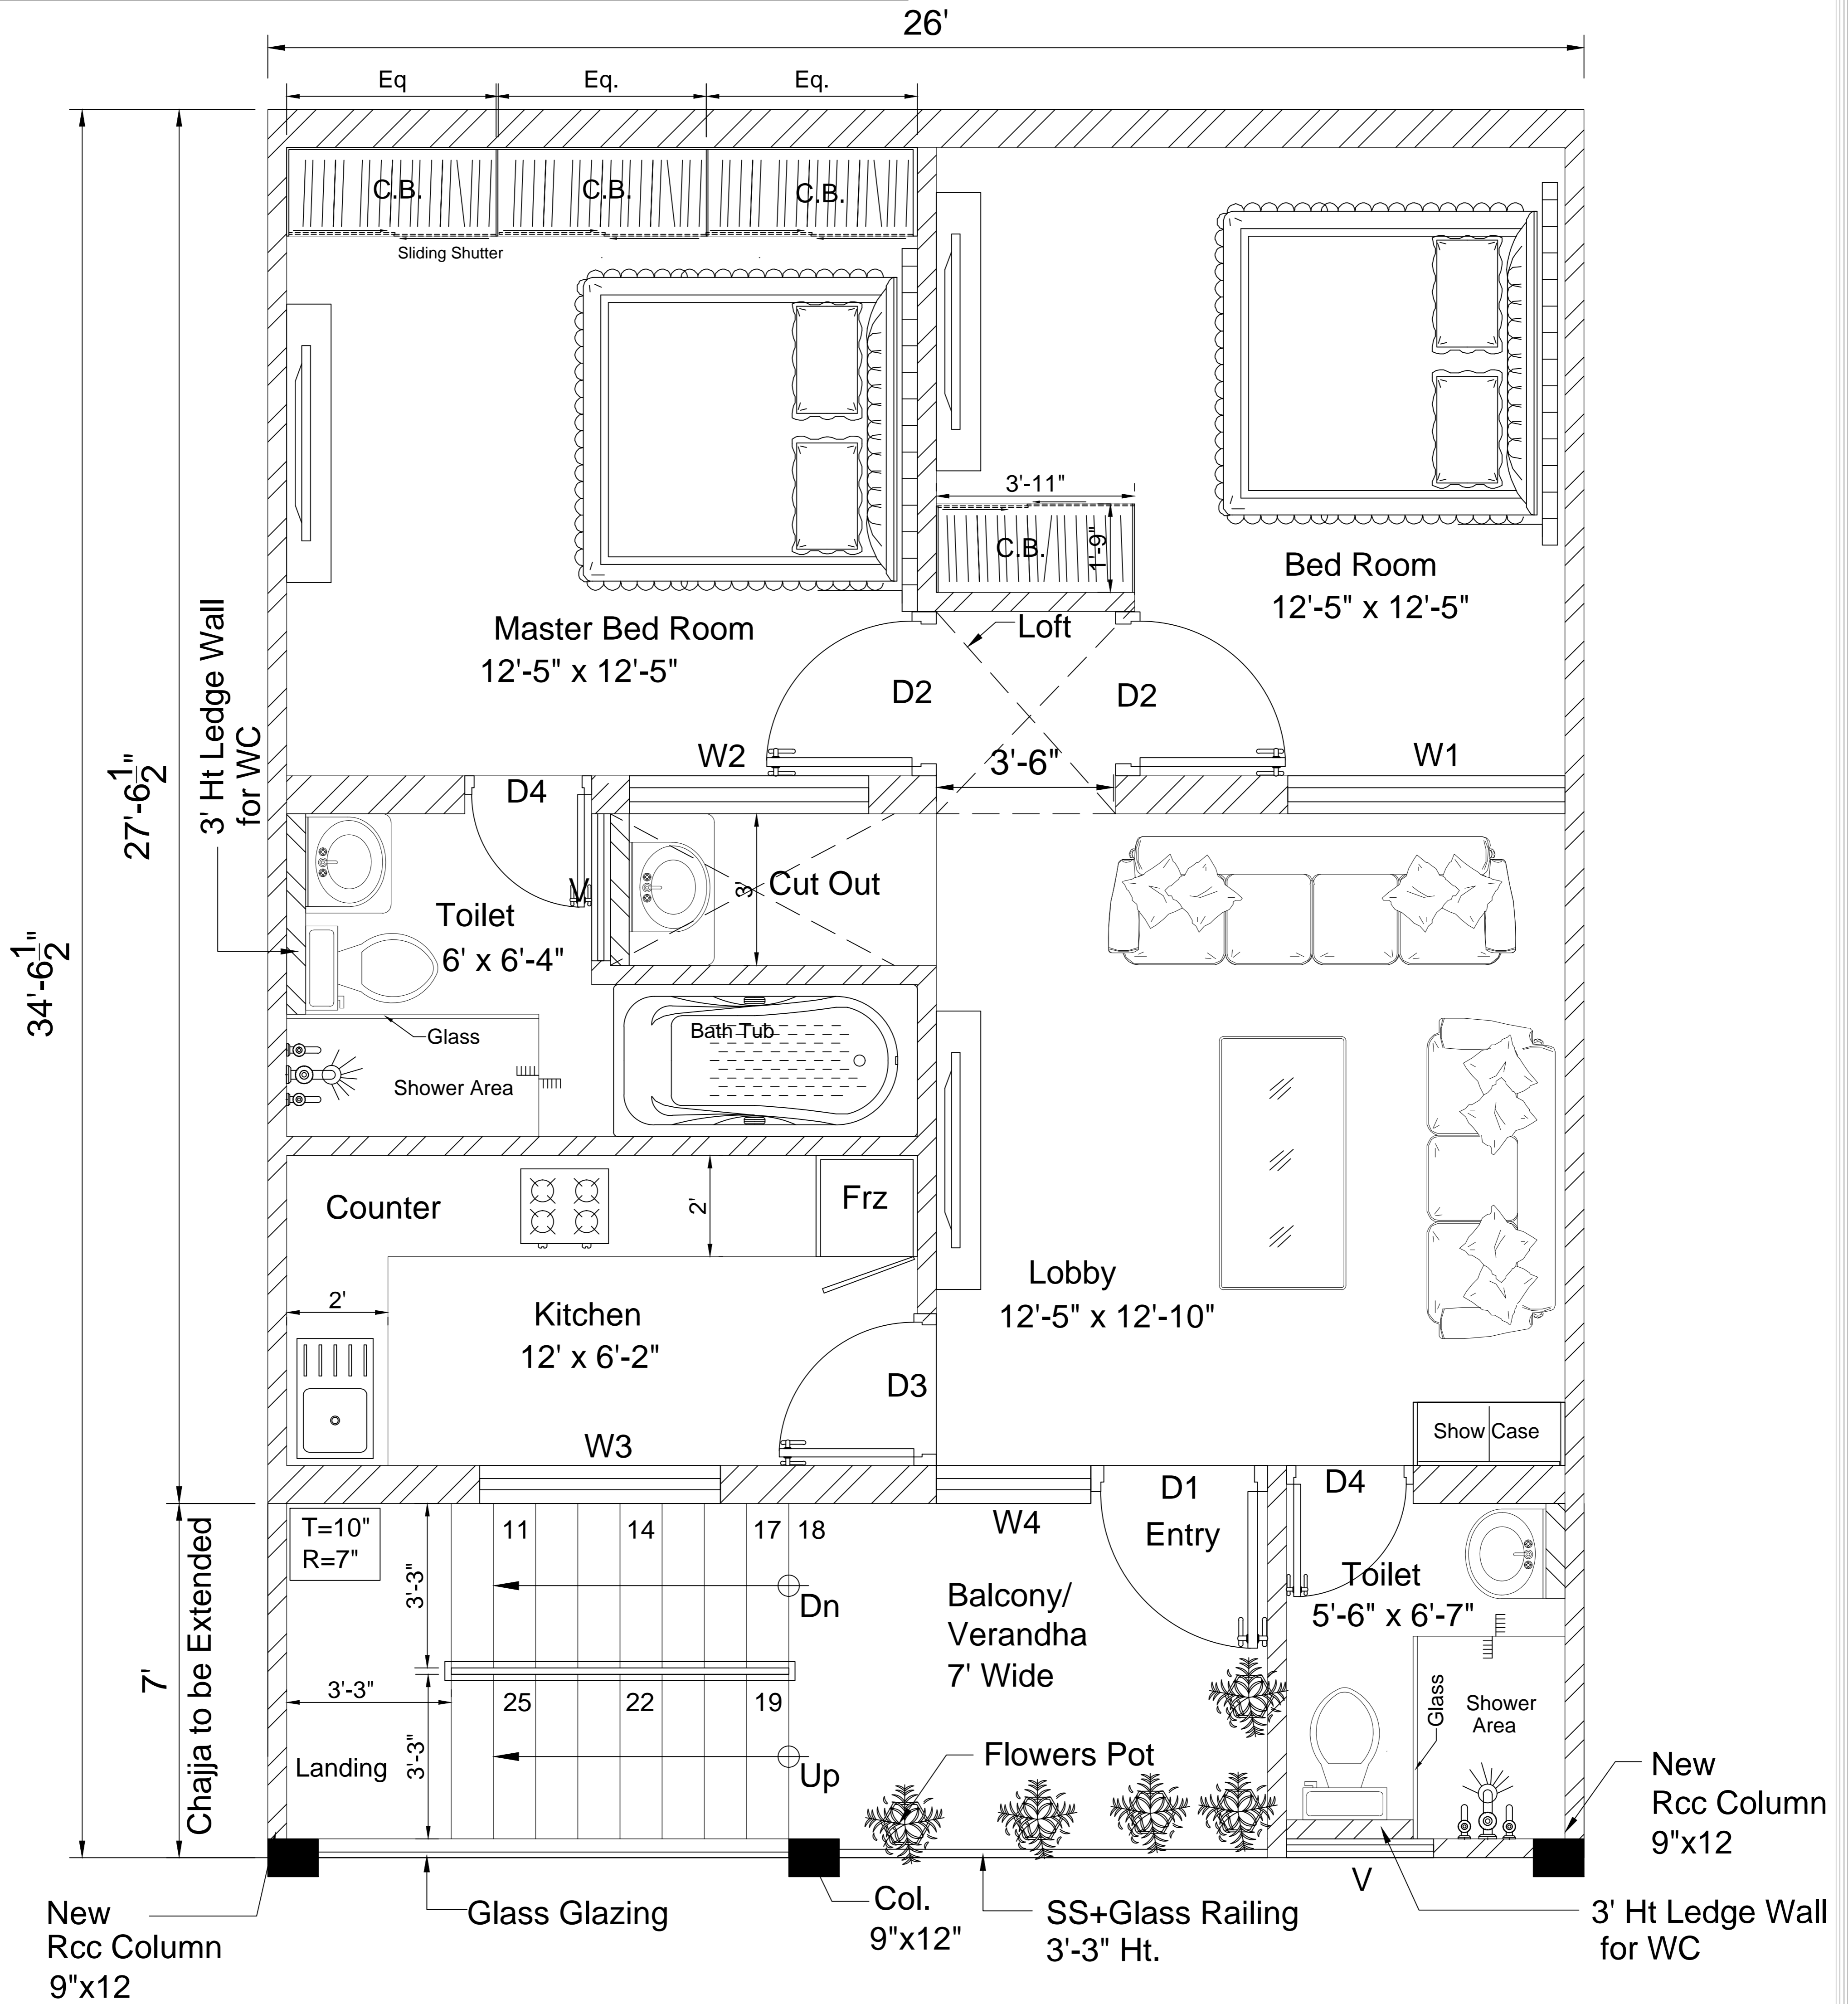 26'
Eq
Eq.
Eq.
C.B.
C.B.
C.B.
Sliding Shutter
3'-11"
C.B.
1'-9"
Bed Room
12'-5" x 12'-5"
Master Bed Room
12'-5" x 12'-5"
Loft
D2
D2
3'-6"
W2
W1
3' Ht Ledge Wall
for WC
27'-6 1/2"
34'-6 1/2"
D4
V
3'
Cut Out
Toilet
6' x 6'-4"
Glass
Shower Area
Bath Tub
Counter
2'
Frz
2'
Kitchen
12' x 6'-2"
Lobby
12'-5" x 12'-10"
D3
W3
Show Case
D1
Entry
D4
W4
T=10"
R=7"
11
14
17
18
3'-3"
Dn
Balcony/
Verandha
7' Wide
Toilet
5'-6" x 6'-7"
7'
Chajja to be Extended
3'-3"
25
22
19
3'-3"
Landing
Up
Flowers Pot
Glass
Shower
Area
New
Rcc Column
9"x12
V
New
Rcc Column
9"x12
Glass Glazing
Col.
9"x12"
SS+Glass Railing
3'-3" Ht.
3' Ht Ledge Wall
for WC